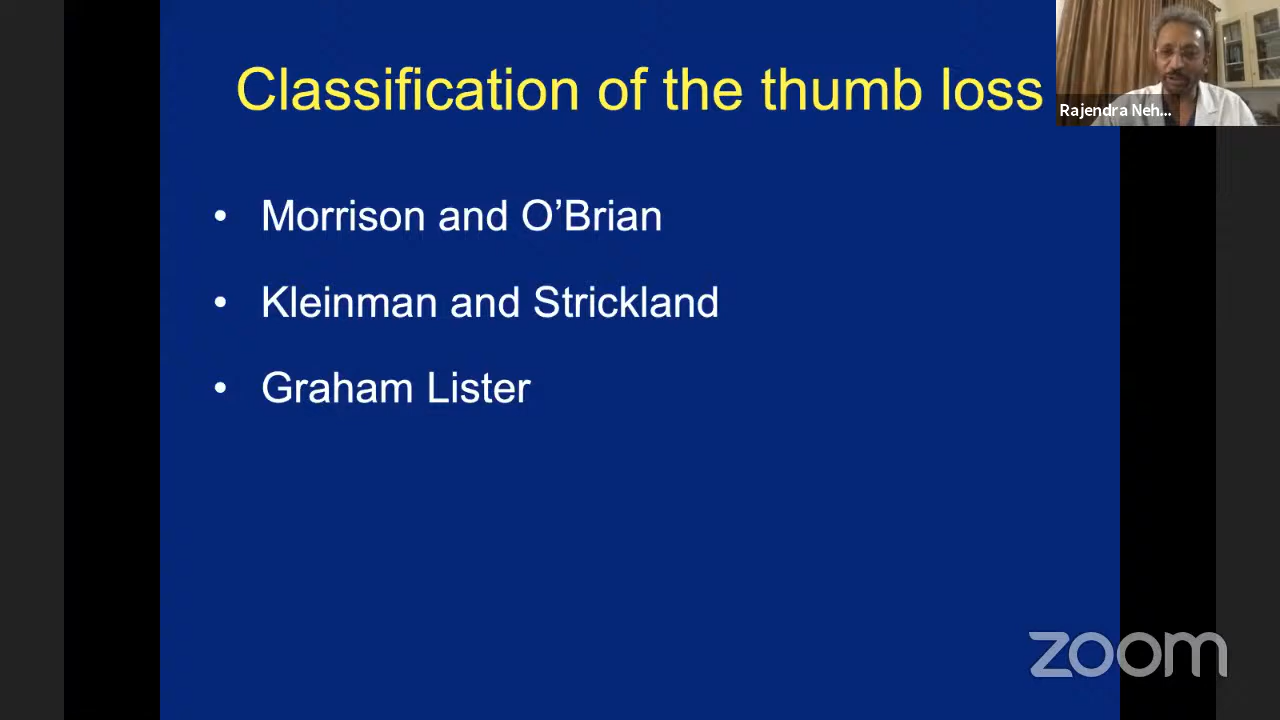 Classification of the thumb loss
Rajendra Neh...
• Morrison and O’Brian
• Kleinman and Strickland
• Graham Lister
zoom